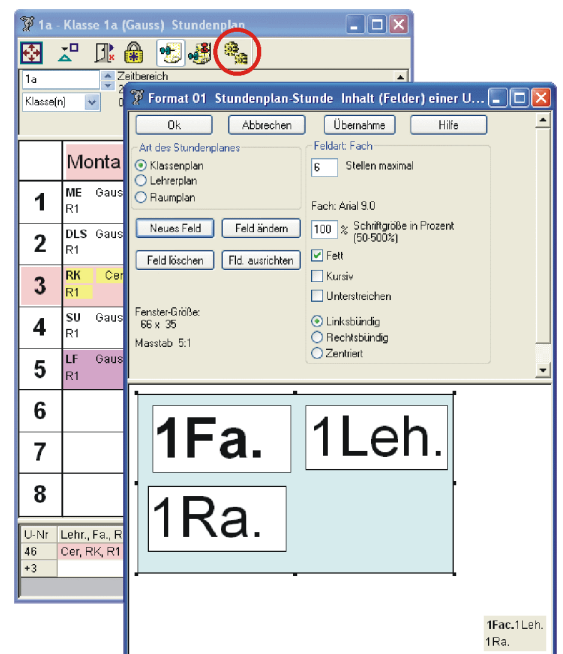 1a - Klasse 1a (Gauss) Stundenplan
1a
Zeitbereich
Klasse(n)
Monta
1 ME Gauss
R1
2 DLS Gauss
R1
3 RK Cer
R1
4 SU Gauss
R1
5 LF Gauss
R1
6
7
8
U-Nr Lehr., Fa., R
46 Cer, RK, R1
+3
Format 01 Stundenplan-Stunde Inhalt (Felder) einer U...
Ok Abbrechen Übernahme Hilfe
Art des Stundenplanes
Klassenplan
Lehrerplan
Raumplan
Neues Feld Feld ändern
Feld löschen Fld. ausrichten
Fenster-Größe:
66 x 35
Masstab 5:1
Feldart: Fach
6 Stellen maximal
Fach: Arial 9.0
100 % Schriftgröße in Prozent
(50-500%)
Fett
Kursiv
Unterstreichen
Linksbündig
Rechtsbündig
Zentriert
1Fa. 1Leh.
1Ra.
1Fac.1Leh.
1Ra.